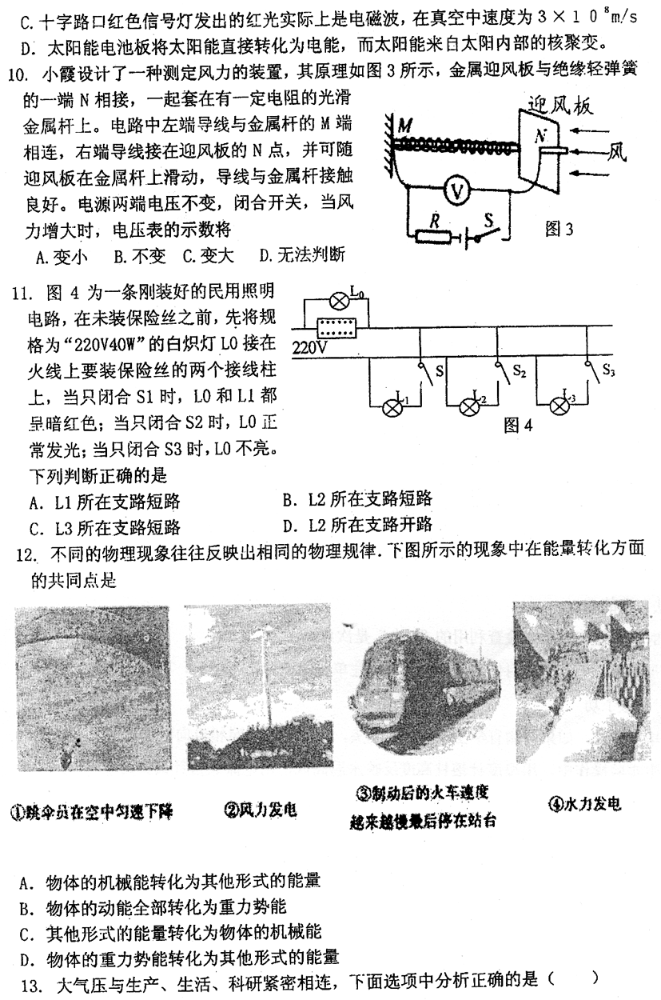 C.十字路口红色信号灯发出的红光实际上是电磁波，在真空中速度为３×１０⁸m/s
D．太阳能电池板将太阳能直接转化为电能，而太阳能来自太阳内部的核聚变。
10. 小霞设计了一种测定风力的装置，其原理如图 3 所示，金属迎风板与绝缘轻弹簧
的一端 N 相接，一起套在有一定电阻的光滑
金属杆上。电路中左端导线与金属杆的 M 端
相连，右端导线接在迎风板的 N 点，并可随
迎风板在金属杆上滑动，导线与金属杆接触
良好。电源两端电压不变，闭合开关，当风
力增大时，电压表的示数将
A.变小 B.不变 C.变大 D.无法判断
迎风板
M
N
风
V
R
S
图 3
11. 图 4 为一条刚装好的民用照明
电路，在未装保险丝之前，先将规
格为“220V40W”的白炽灯 L0 接在
火线上要装保险丝的两个接线柱
上，当只闭合 S1 时，L0 和 L1 都
呈暗红色；当只闭合 S2 时，L0 正
常发光；当只闭合 S3 时，L0 不亮。
下列判断正确的是
L0
220V
S
S2
S3
L1
L2
L3
图 4
A．L1 所在支路短路 B．L2 所在支路短路
C．L3 所在支路短路 D．L2 所在支路开路
12. 不同的物理现象往往反映出相同的物理规律.下图所示的现象中在能量转化方面
的共同点是
①跳伞员在空中匀速下降
②风力发电
③制动后的火车速度
越来越慢最后停在站台
④水力发电
A．物体的机械能转化为其他形式的能量
B．物体的动能全部转化为重力势能
C．其他形式的能量转化为物体的机械能
D．物体的重力势能转化为其他形式的能量
13. 大气压与生产、生活、科研紧密相连，下面选项中分析正确的是（ ）